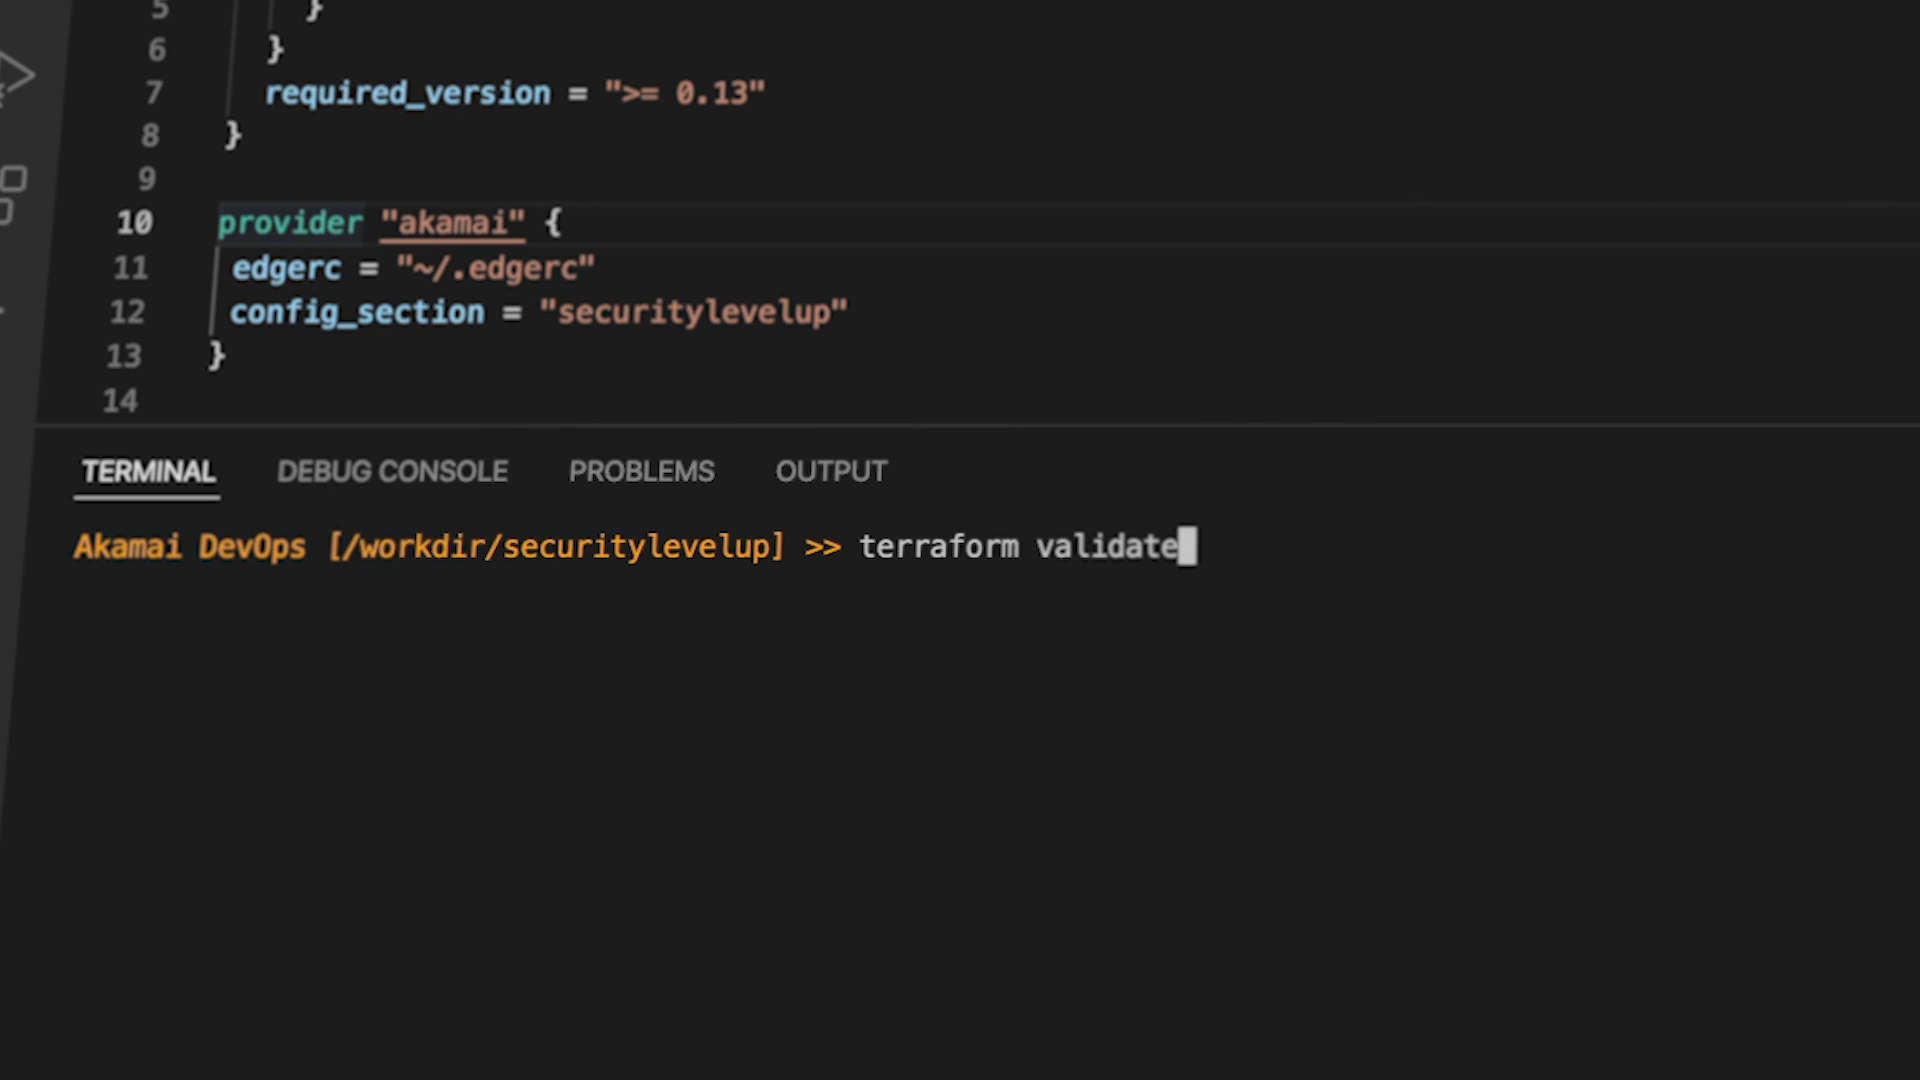 5 }
6 }
7 required_version = ">= 0.13"
8 }
9
10 provider "akamai" {
11 edgerc = "~/.edgerc"
12 config_section = "securitylevelup"
13 }
14
TERMINAL DEBUG CONSOLE PROBLEMS OUTPUT
Akamai DevOps [/workdir/securitylevelup] >> terraform validate